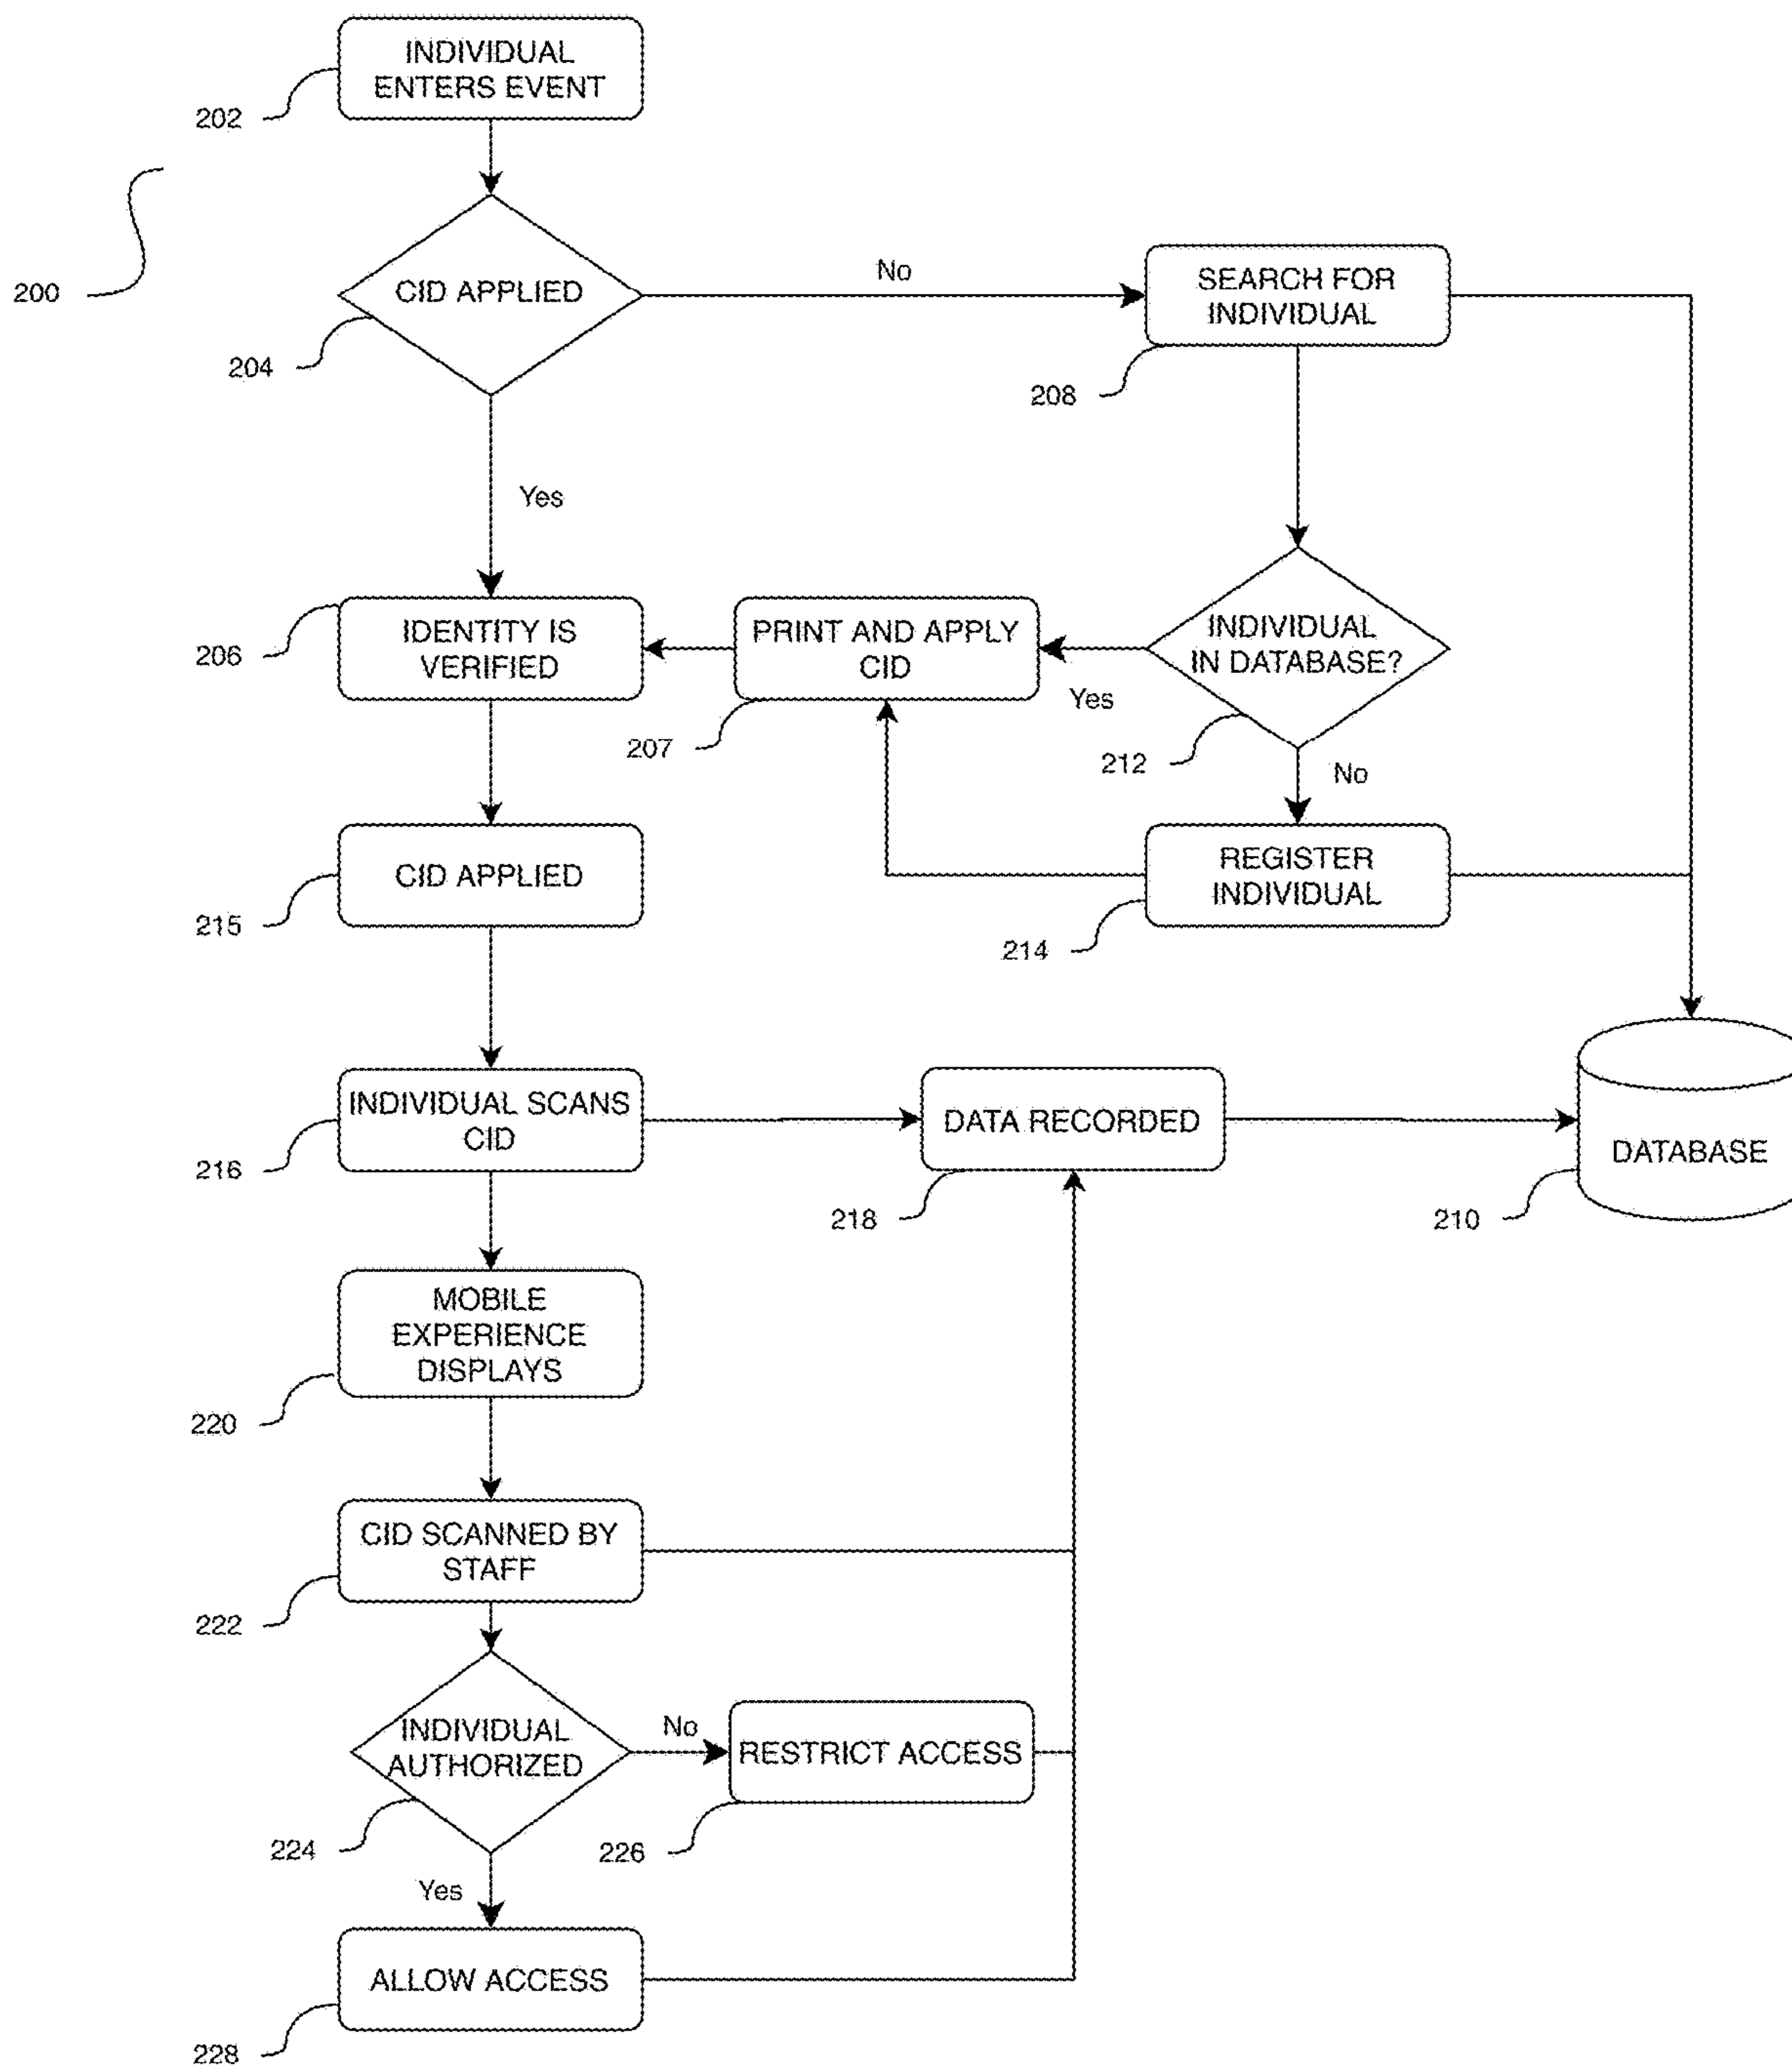 INDIVIDUAL
ENTERS EVENT
202
200
CID APPLIED
204
No
SEARCH FOR
INDIVIDUAL
208
Yes
IDENTITY IS
VERIFIED
206
PRINT AND APPLY
CID
207
Yes
INDIVIDUAL
IN DATABASE?
212
No
CID APPLIED
215
REGISTER
INDIVIDUAL
214
INDIVIDUAL SCANS
CID
216
DATA RECORDED
218
DATABASE
210
MOBILE
EXPERIENCE
DISPLAYS
220
CID SCANNED BY
STAFF
222
INDIVIDUAL
AUTHORIZED
224
No
RESTRICT ACCESS
226
Yes
ALLOW ACCESS
228